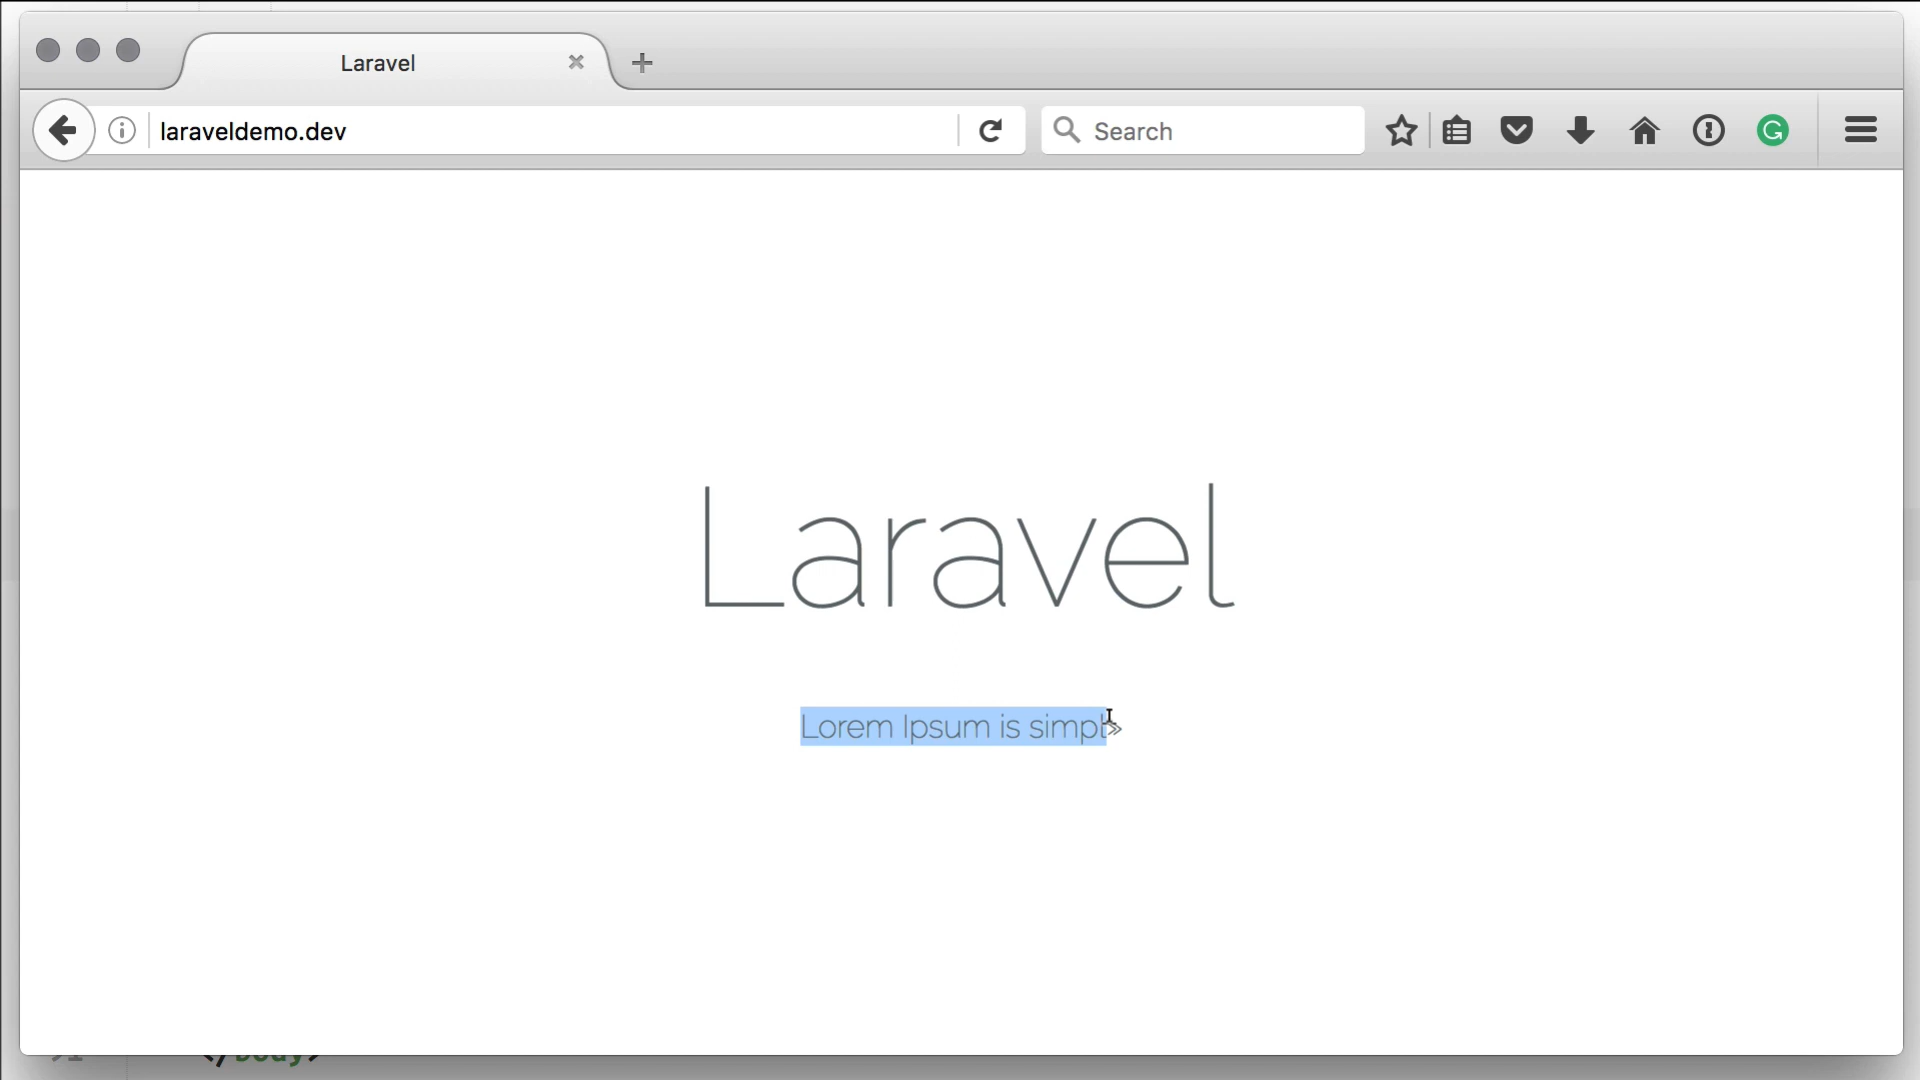 Laravel
laraveldemo.dev
Search
Laravel
Lorem Ipsum is simpl»